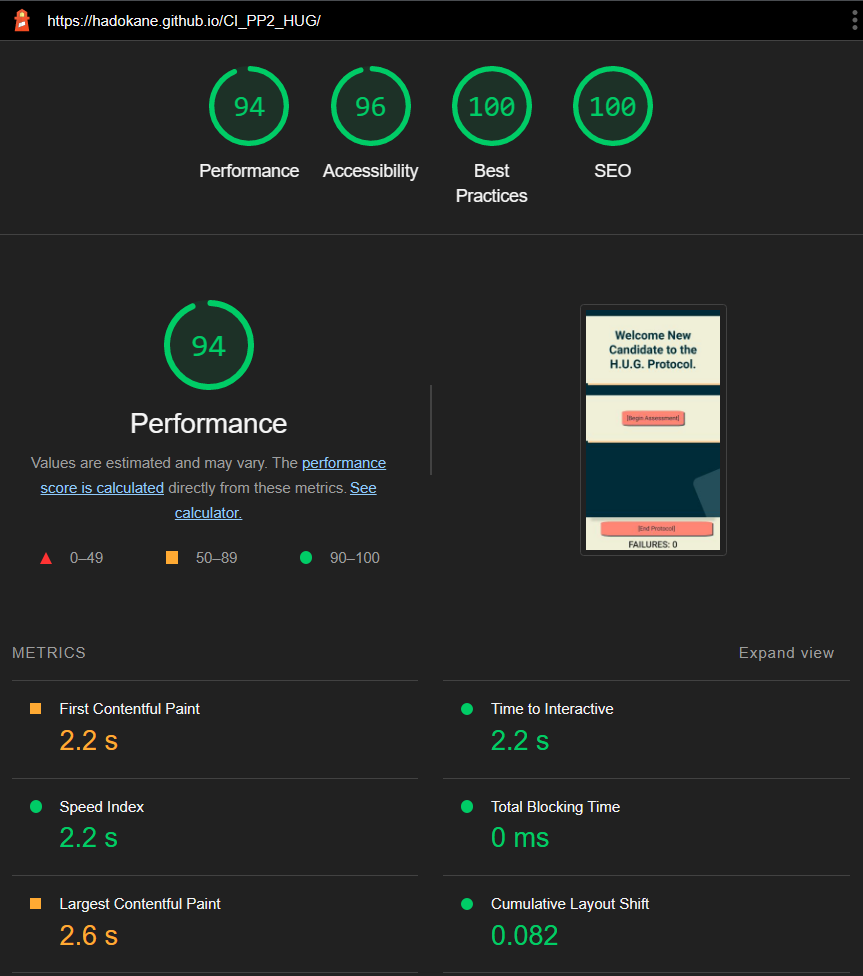 https://hadokane.github.io/CI_PP2_HUG/
94
96
100
100
Performance
Accessibility
Best
Practices
SEO
94
Performance
Values are estimated and may vary. The performance
score is calculated directly from these metrics. See
calculator.
0–49
50–89
90–100
Welcome New
Candidate to the
H.U.G. Protocol.
[Begin Assessment]
[End Protocol]
FAILURES: 0
METRICS
Expand view
First Contentful Paint
2.2 s
Time to Interactive
2.2 s
Speed Index
2.2 s
Total Blocking Time
0 ms
Largest Contentful Paint
2.6 s
Cumulative Layout Shift
0.082